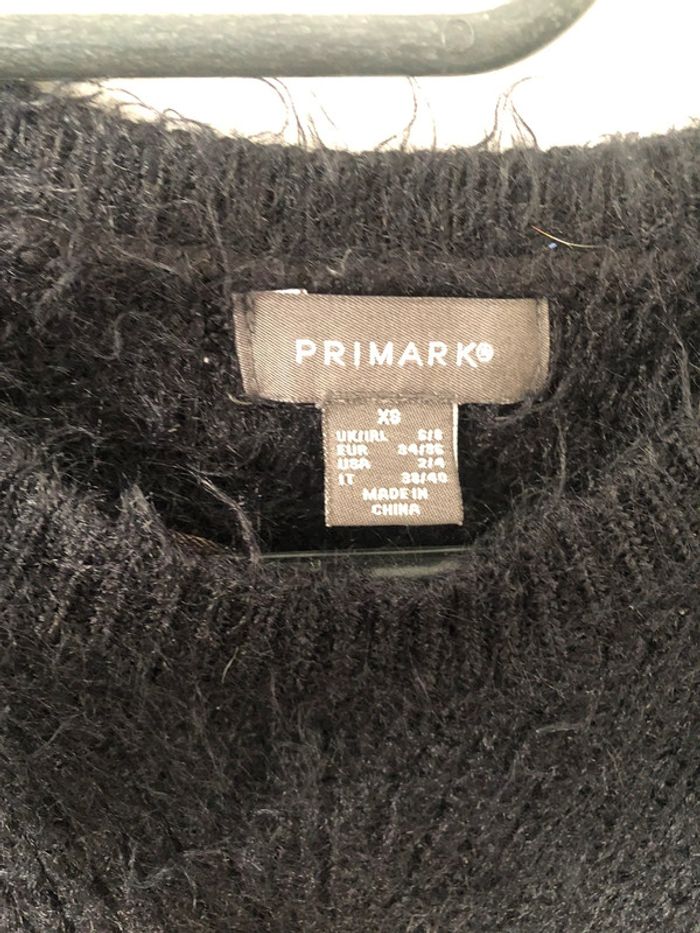 PRIMARK®
XS
UK/IRL 6/8
EUR 34/36
USA 2/4
IT 38/40
MADE IN
CHINA